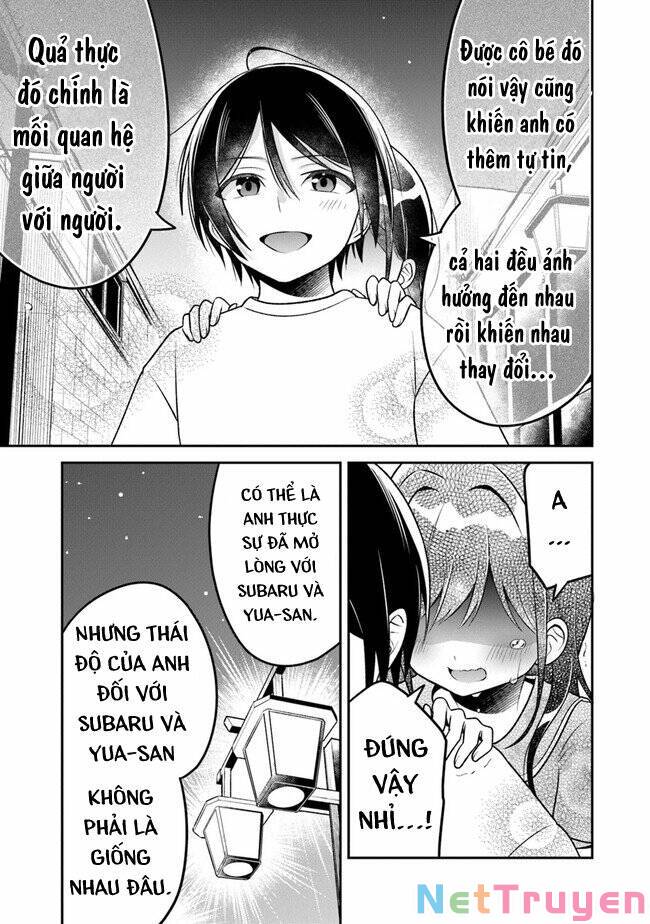 Được cô bé đó
nói vậy cũng
khiến anh có
thêm tự tin,
cả hai đều ảnh
hưởng đến nhau
rồi khiến nhau
thay đổi...
Quả thực
đó chính là
mối quan hệ
giữa người
với người.
A
...
ĐÚNG
VẬY
NHỈ...!
CÓ THỂ LÀ
ANH THỰC
SỰ ĐÃ MỞ
LÒNG VỚI
SUBARU VÀ
YUA-SAN.
NHƯNG THÁI
ĐỘ CỦA ANH
ĐỐI VỚI
SUBARU VÀ
YUA-SAN
KHÔNG
PHẢI LÀ
GIỐNG
NHAU ĐÂU.
NetTruyen